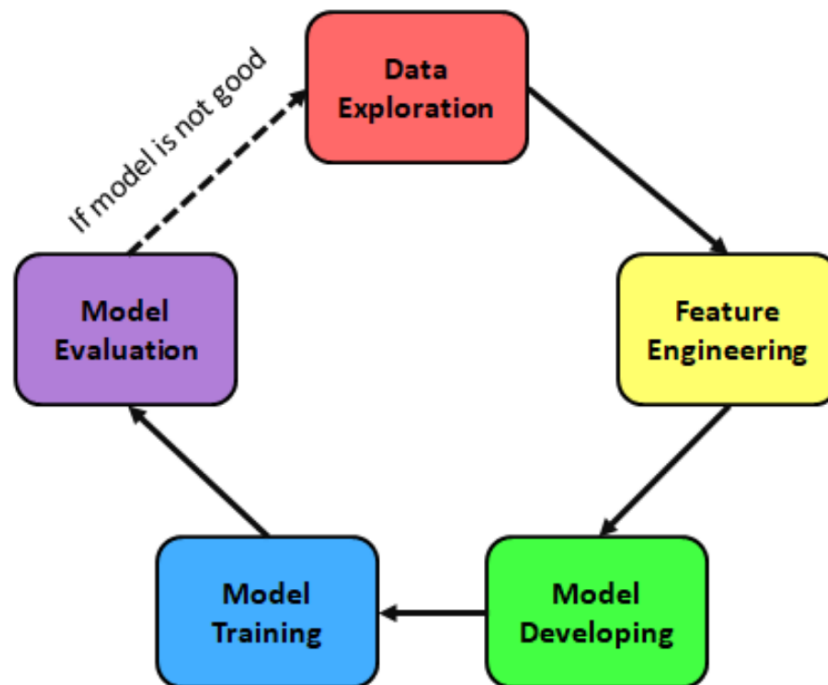 Data
Exploration
If model is not good
Model
Evaluation
Feature
Engineering
Model
Training
Model
Developing